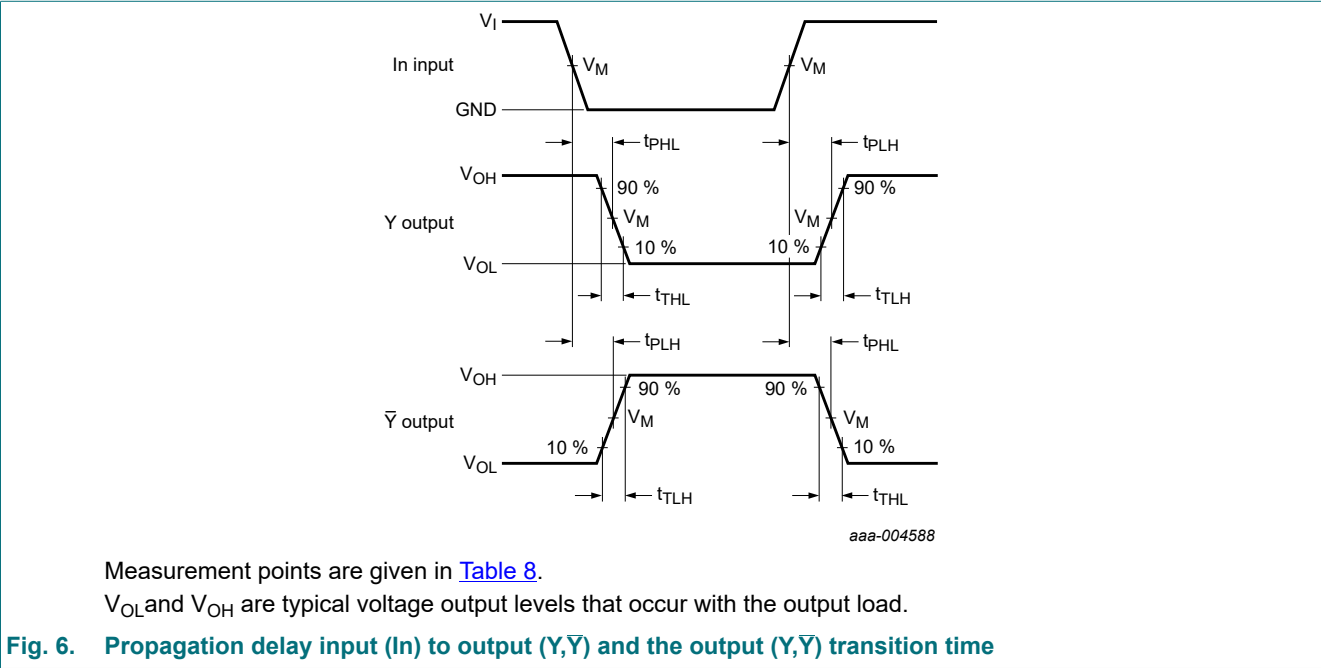 VI
In input
VM
VM
GND
tPHL
tPLH
VOH
90 %
90 %
Y output
VM
VM
10 %
10 %
VOL
tTHL
tTLH
tPLH
tPHL
VOH
90 %
90 %
Y̅ output
VM
VM
10 %
10 %
VOL
tTLH
tTHL
aaa-004588
Measurement points are given in Table 8.
VOLand VOH are typical voltage output levels that occur with the output load.
Fig. 6. Propagation delay input (In) to output (Y,Y̅) and the output (Y,Y̅) transition time